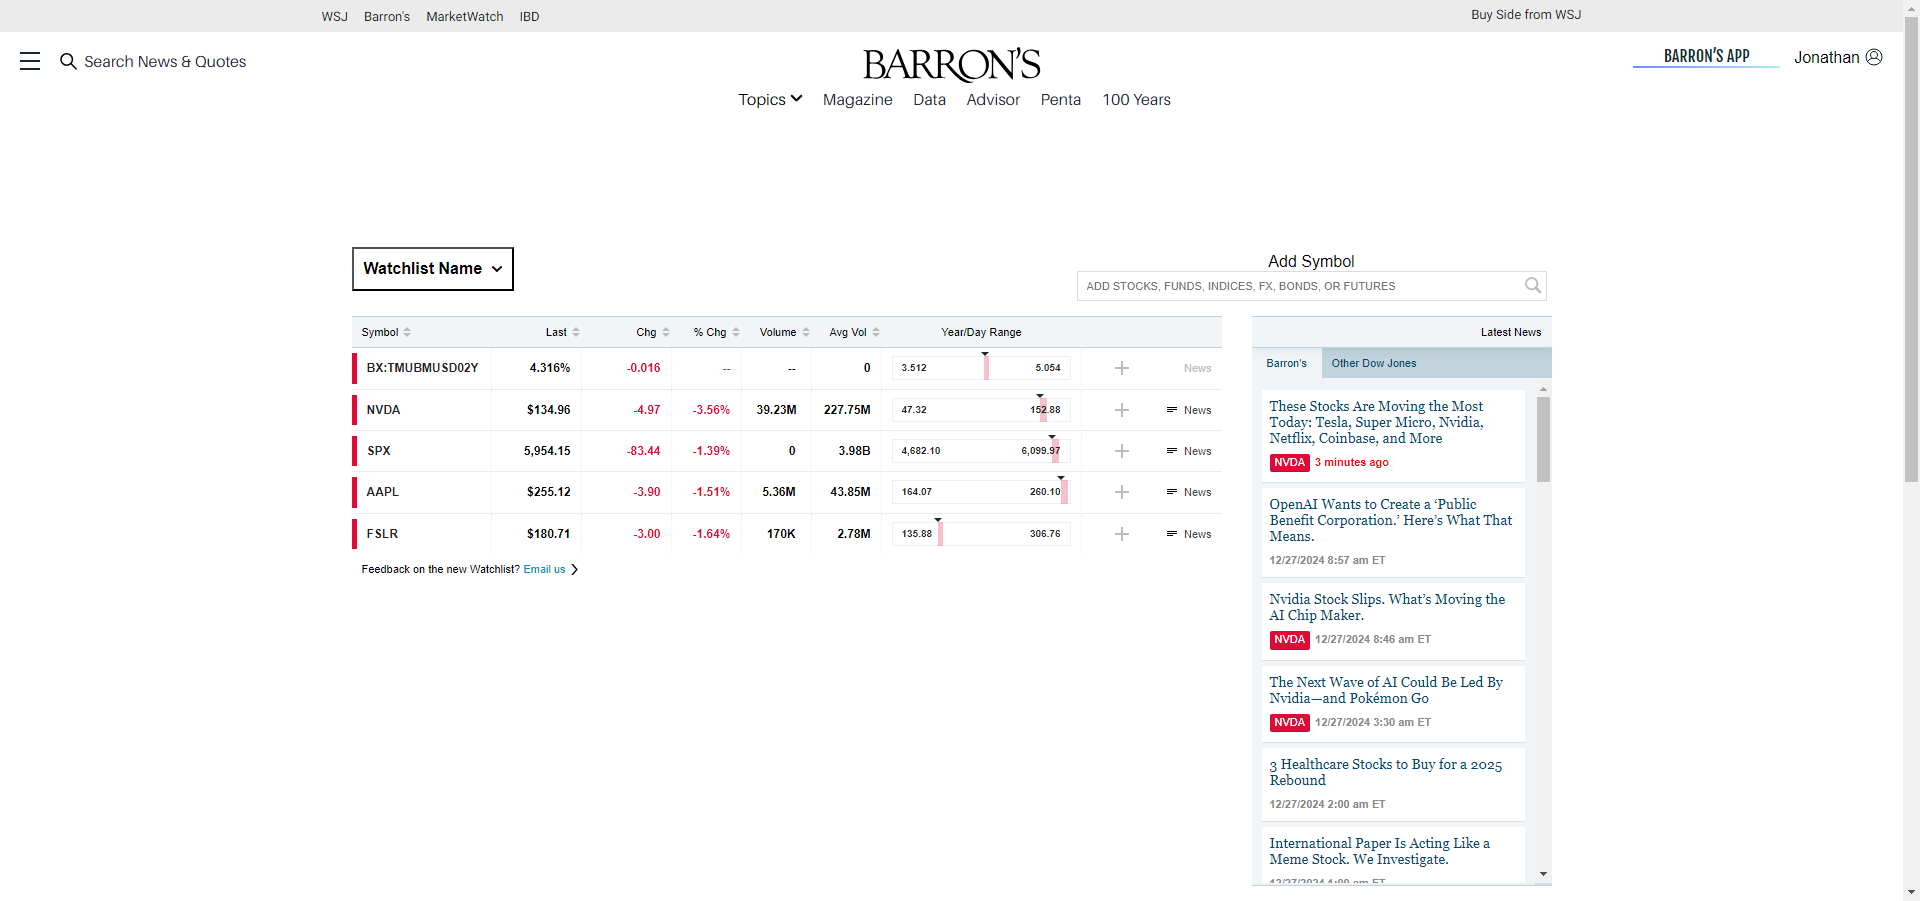 WSJ Barron's MarketWatch IBD Buy Side from WSJ
Search News & Quotes
BARRON'S
BARRON'S APP
Jonathan
Topics Magazine Data Advisor Penta 100 Years
Watchlist Name
Add Symbol
ADD STOCKS, FUNDS, INDICES, FX, BONDS, OR FUTURES
Symbol Last Chg % Chg Volume Avg Vol Year/Day Range
BX:TMUBMUSD02Y 4.316% -0.016 -- -- 0 3.512 5.054 News
NVDA $134.96 -4.97 -3.56% 39.23M 227.75M 47.32 152.88 News
SPX 5,954.15 -83.44 -1.39% 0 3.98B 4,682.10 6,099.97 News
AAPL $255.12 -3.90 -1.51% 5.36M 43.85M 164.07 260.10 News
FSLR $180.71 -3.00 -1.64% 170K 2.78M 135.88 306.76 News
Feedback on the new Watchlist? Email us
Latest News
Barron's Other Dow Jones
These Stocks Are Moving the Most
Today: Tesla, Super Micro, Nvidia,
Netflix, Coinbase, and More
NVDA 3 minutes ago
OpenAI Wants to Create a ‘Public
Benefit Corporation.’ Here’s What That
Means.
12/27/2024 8:57 am ET
Nvidia Stock Slips. What’s Moving the
AI Chip Maker.
NVDA 12/27/2024 8:46 am ET
The Next Wave of AI Could Be Led By
Nvidia—and Pokémon Go
NVDA 12/27/2024 3:30 am ET
3 Healthcare Stocks to Buy for a 2025
Rebound
12/27/2024 2:00 am ET
International Paper Is Acting Like a
Meme Stock. We Investigate.
12/27/2024 1:00 am ET